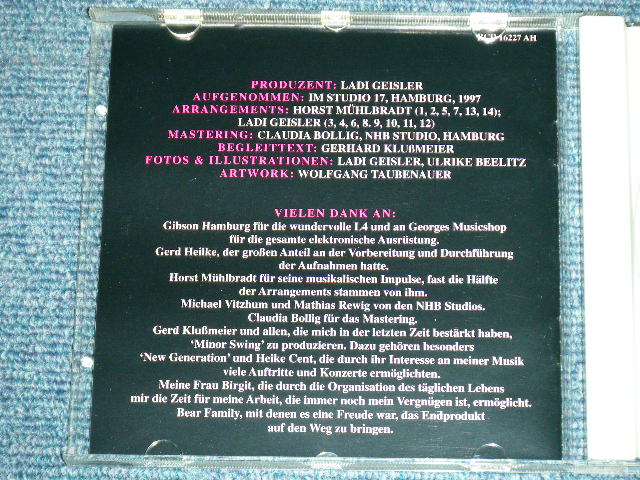 BCD 16227 AH
PRODUZENT: LADI GEISLER
AUFGENOMMEN: IM STUDIO 17, HAMBURG, 1997
ARRANGEMENTS: HORST MÜHLBRADT (1, 2, 5, 7, 13, 14);
LADI GEISLER (3, 4, 6, 8. 9, 10, 11, 12)
MASTERING: CLAUDIA BOLLIG, NHB STUDIO, HAMBURG
BEGLEITTEXT: GERHARD KLUßMEIER
FOTOS & ILLUSTRATIONEN: LADI GEISLER, ULRIKE BEELITZ
ARTWORK: WOLFGANG TAUBENAUER
VIELEN DANK AN:
Gibson Hamburg für die wundervolle L4 und an Georges Musicshop
für die gesamte elektronische Ausrüstung.
Gerd Heilke, der großen Anteil an der Vorbereitung und Durchführung
der Aufnahmen hatte.
Horst Mühlbradt für seine musikalischen Impulse, fast die Hälfte
der Arrangements stammen von ihm.
Michael Vitzhum und Mathias Rewig von den NHB Studios.
Claudia Bollig für das Mastering.
Gerd Klußmeier und allen, die mich in der letzten Zeit bestärkt haben,
'Minor Swing' zu produzieren. Dazu gehören besonders
'New Generation' und Heike Cent, die durch ihr Interesse an meiner Musik
viele Auftritte und Konzerte ermöglichten.
Meine Frau Birgit, die durch die Organisation des täglichen Lebens
mir die Zeit für meine Arbeit, die immer noch mein Vergnügen ist, ermöglicht.
Bear Family, mit denen es eine Freude war, das Endprodukt
auf den Weg zu bringen.